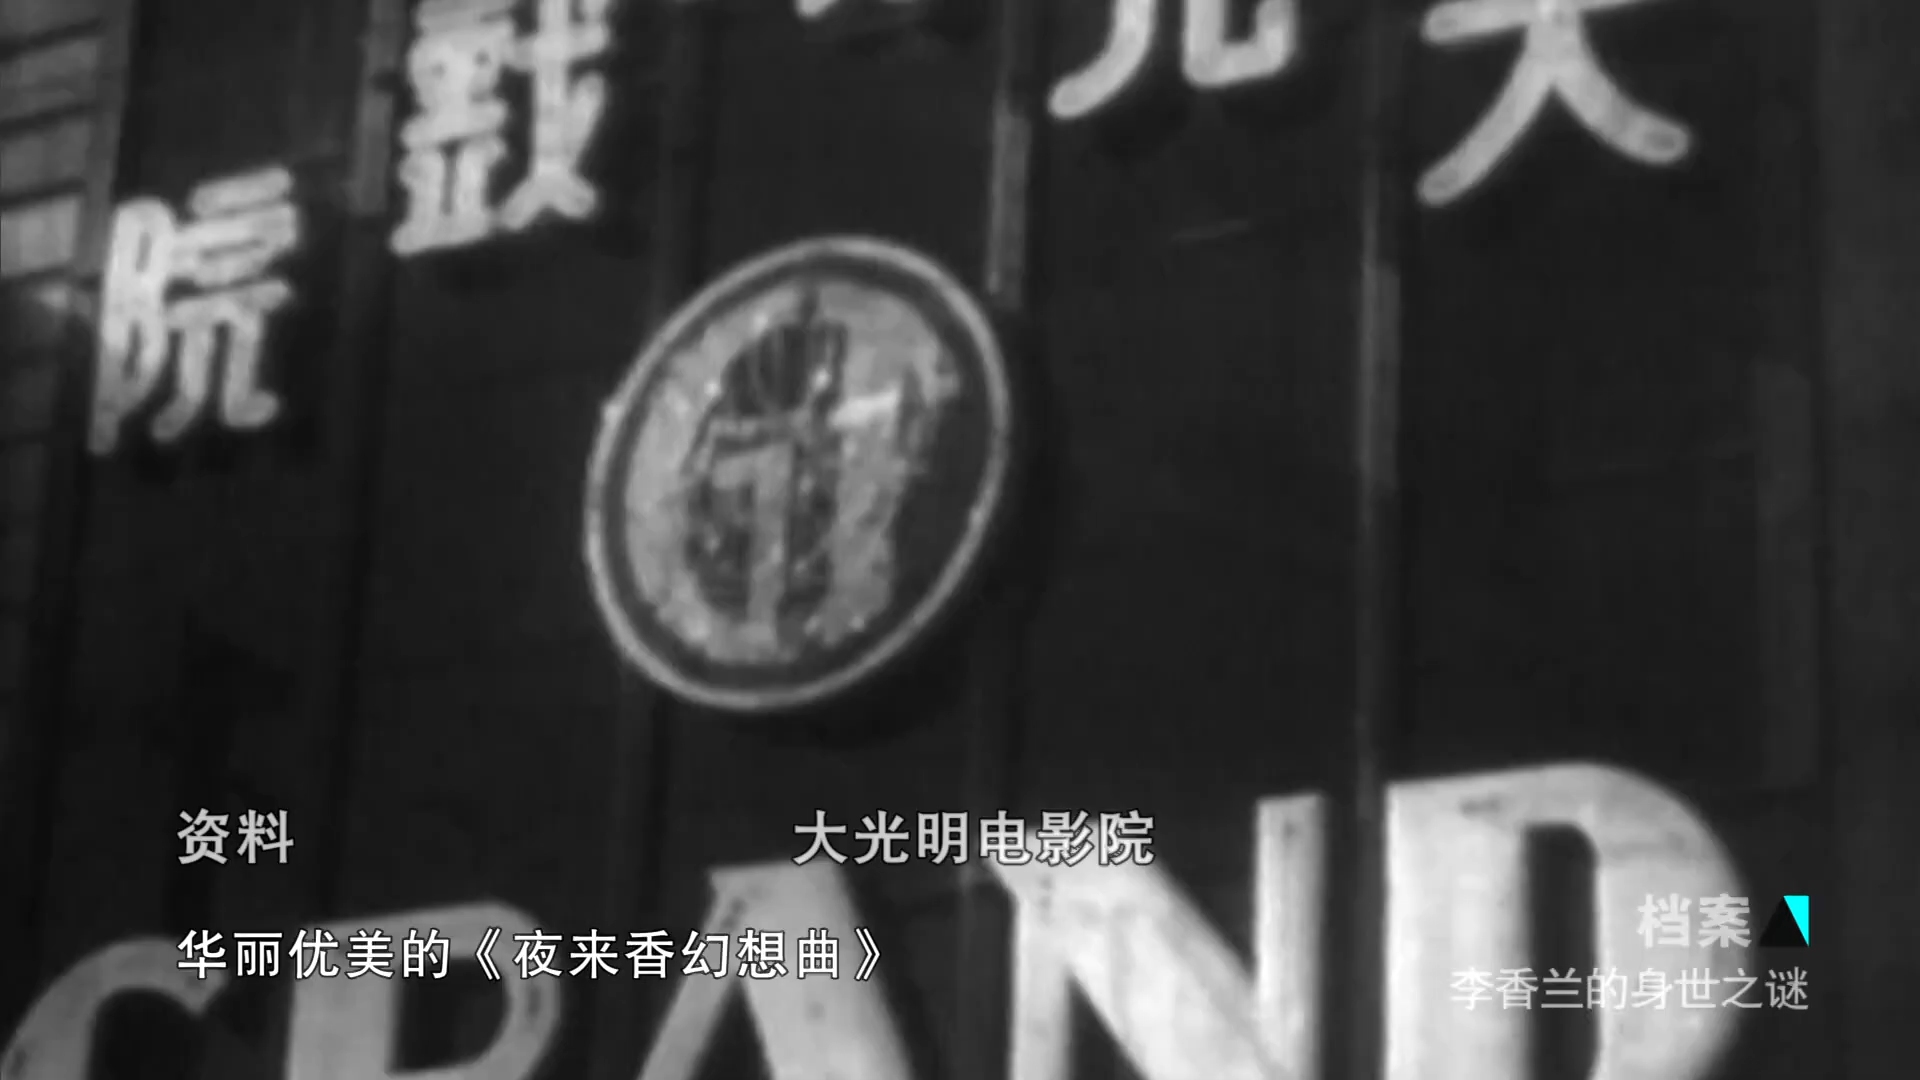 大光 戲院
GRAND
资料
大光明电影院
华丽优美的《夜来香幻想曲》
档案
李香兰的身世之谜